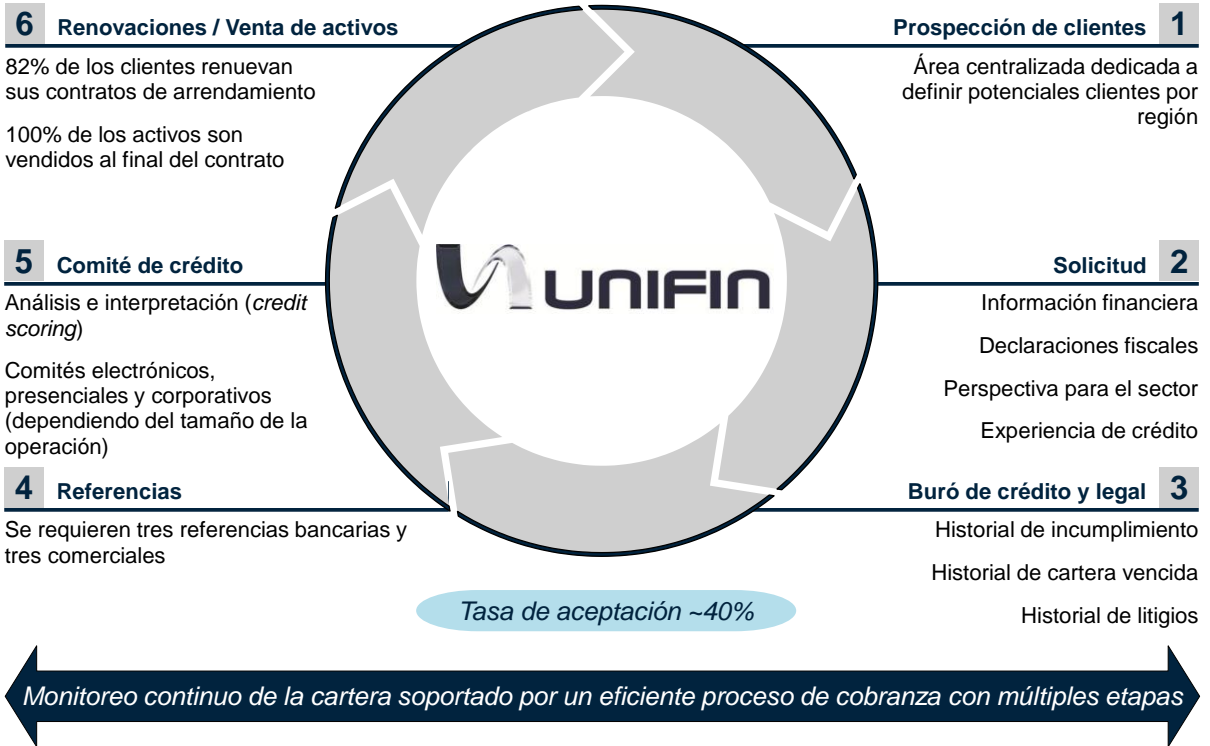 6 Renovaciones / Venta de activos
82% de los clientes renuevan
sus contratos de arrendamiento
100% de los activos son
vendidos al final del contrato
Prospección de clientes 1
Área centralizada dedicada a
definir potenciales clientes por
región
UNIFIN
5 Comité de crédito
Análisis e interpretación (credit
scoring)
Comités electrónicos,
presenciales y corporativos
(dependiendo del tamaño de la
operación)
Solicitud 2
Información financiera
Declaraciones fiscales
Perspectiva para el sector
Experiencia de crédito
4 Referencias
Se requieren tres referencias bancarias y
tres comerciales
Buró de crédito y legal 3
Historial de incumplimiento
Historial de cartera vencida
Historial de litigios
Tasa de aceptación ~40%
Monitoreo continuo de la cartera soportado por un eficiente proceso de cobranza con múltiples etapas